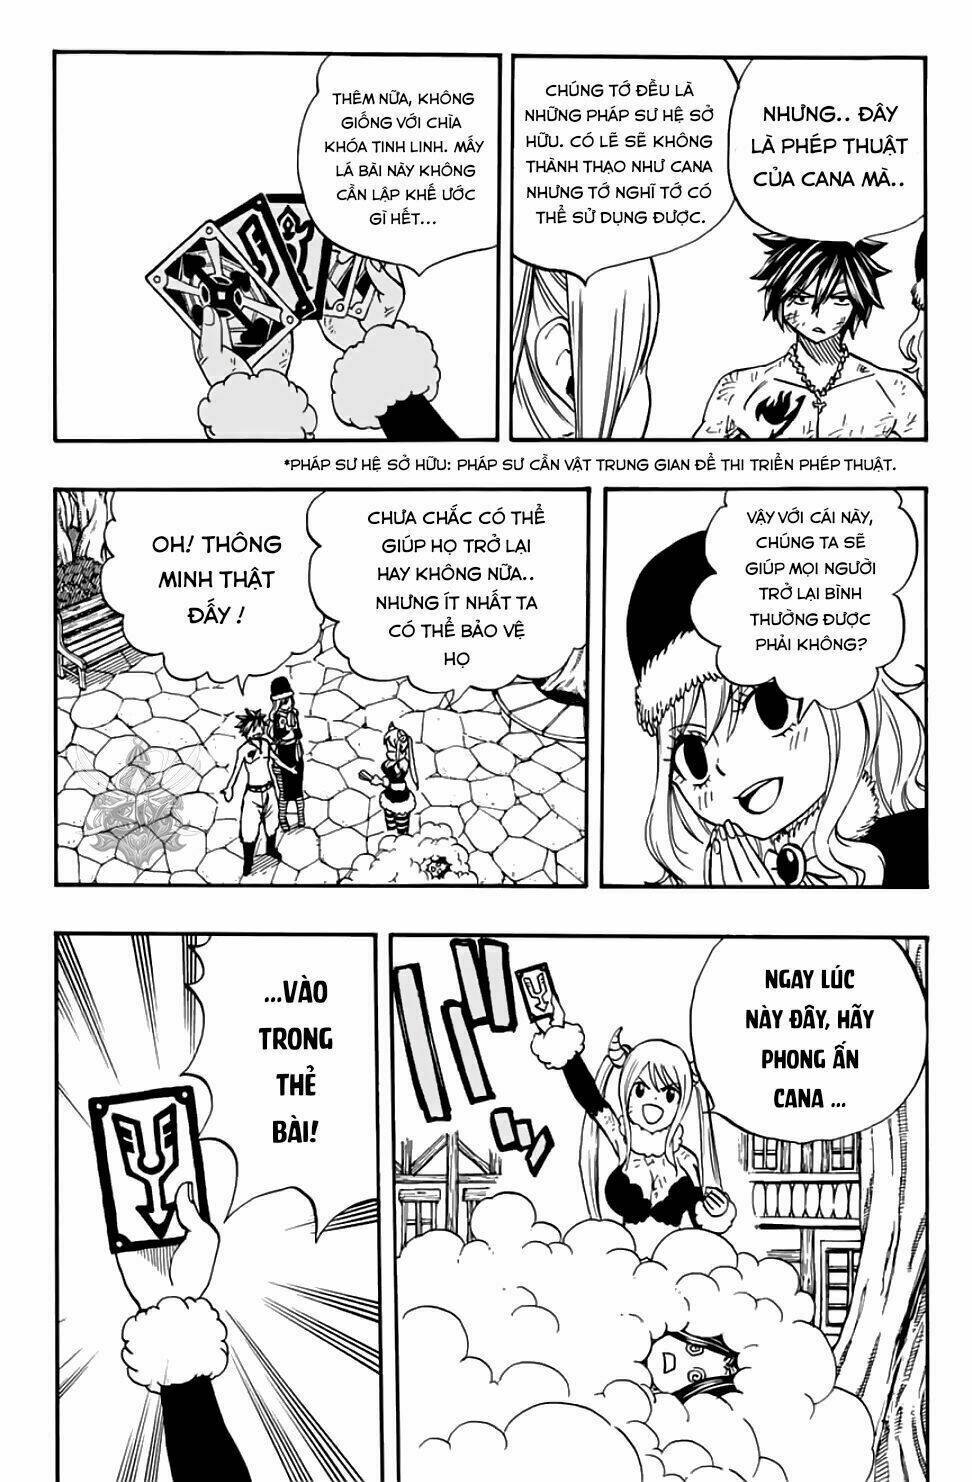 NHƯNG.. ĐÂY
LÀ PHÉP THUẬT
CỦA CANA MÀ..
CHÚNG TỚ ĐỀU LÀ
NHỮNG PHÁP SƯ HỆ SỞ
HỮU. CÓ LẼ SẼ KHÔNG
THÀNH THẠO NHƯ CANA
NHƯNG TỚ NGHĨ TỚ CÓ
THỂ SỬ DỤNG ĐƯỢC.
THÊM NỮA, KHÔNG
GIỐNG VỚI CHÌA
KHÓA TINH LINH. MẤY
LÁ BÀI NÀY KHÔNG
CẦN LẬP KHẾ ƯỚC
GÌ HẾT...
*PHÁP SƯ HỆ SỞ HỮU: PHÁP SƯ CẦN VẬT TRUNG GIAN ĐỂ THI TRIỂN PHÉP THUẬT.
VẬY VỚI CÁI NÀY,
CHÚNG TA SẼ
GIÚP MỌI NGƯỜI
TRỞ LẠI BÌNH
THƯỜNG ĐƯỢC
PHẢI KHÔNG?
CHƯA CHẮC CÓ THỂ
GIÚP HỌ TRỞ LẠI
HAY KHÔNG NỮA..
NHƯNG ÍT NHẤT TA
CÓ THỂ BẢO VỆ
HỌ
OH! THÔNG
MINH THẬT
ĐẤY !
NGAY LÚC
NÀY ĐÂY, HÃY
PHONG ẤN
CANA ...
...VÀO
TRONG
THẺ
BÀI!